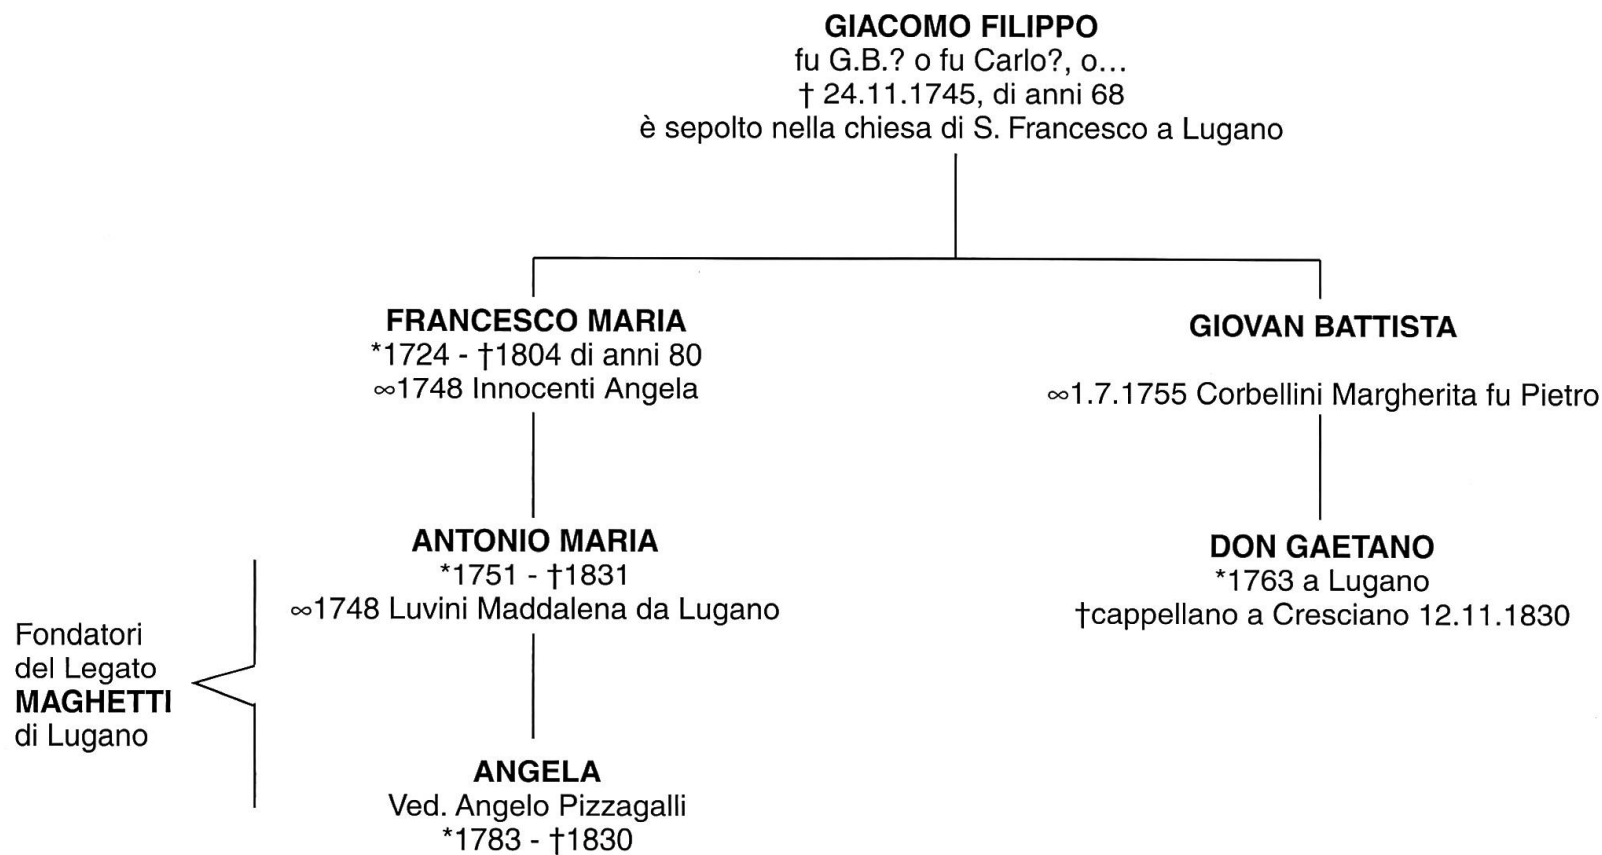 GIACOMO FILIPPO
fu G.B.? o fu Carlo?, o...
† 24.11.1745, di anni 68
è sepolto nella chiesa di S. Francesco a Lugano
FRANCESCO MARIA
*1724 - †1804 di anni 80
∞1748 Innocenti Angela
GIOVAN BATTISTA
∞1.7.1755 Corbellini Margherita fu Pietro
ANTONIO MARIA
*1751 - †1831
∞1748 Luvini Maddalena da Lugano
DON GAETANO
*1763 a Lugano
†cappellano a Cresciano 12.11.1830
Fondatori
del Legato
MAGHETTI
di Lugano
ANGELA
Ved. Angelo Pizzagalli
*1783 - †1830